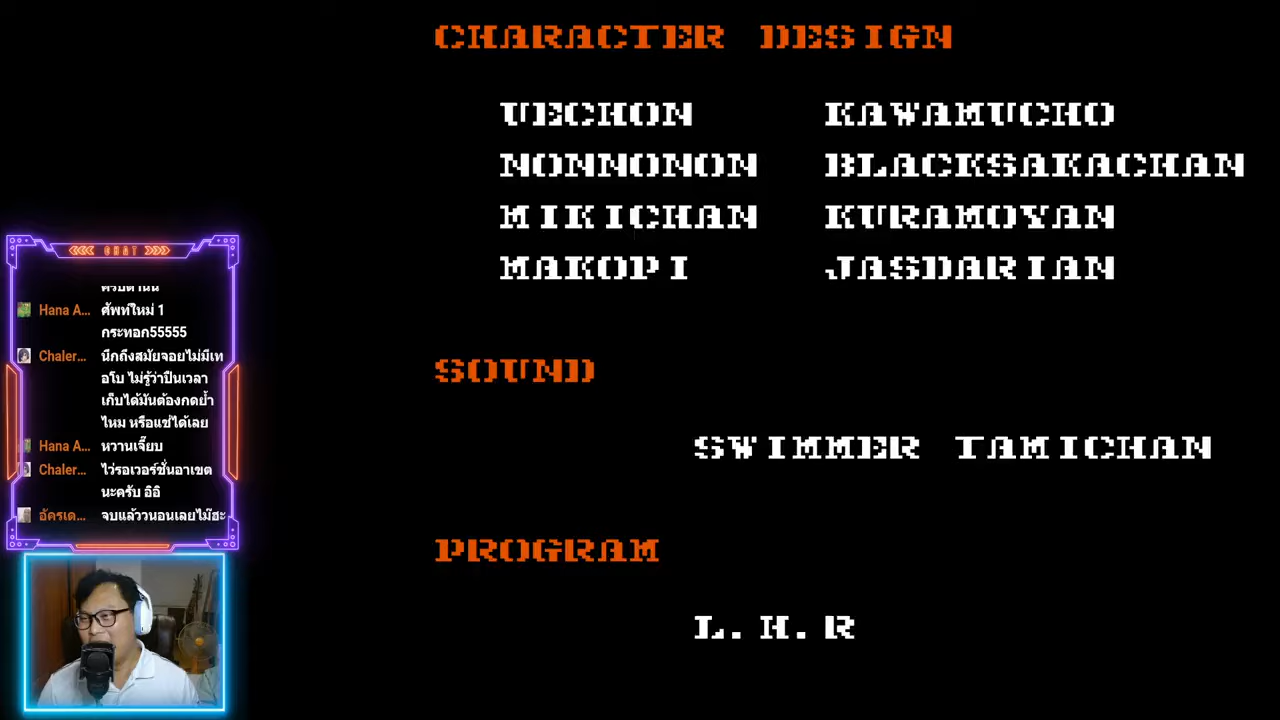 CHARACTER DESIGN
UECHON KAWAMUCHO
NONNONON BLACKSAKACHAN
MIKICHAN KURAMOYAN
MAKOPI JASDARIAN
SOUND
SWIMMER TAMICHAN
PROGRAM
L.H.R
CHAT
Hana A... ศัพท์ใหม่ 1
กระทอก55555
Chaler... นึกถึงสมัยจอยไม่มีเท
อโบ ไม่รู้ว่าปืนเวลา
เก็บได้มันต้องกดย้ำ
ไหม หรือแช่ได้เลย
Hana A... หวานเจี๊ยบ
Chaler... ไว่รอเวอร์ชั่นอาเขต
นะครับ อิอิ
อัครเด... จบแล้ววนอนเลยไม๊ฮะ